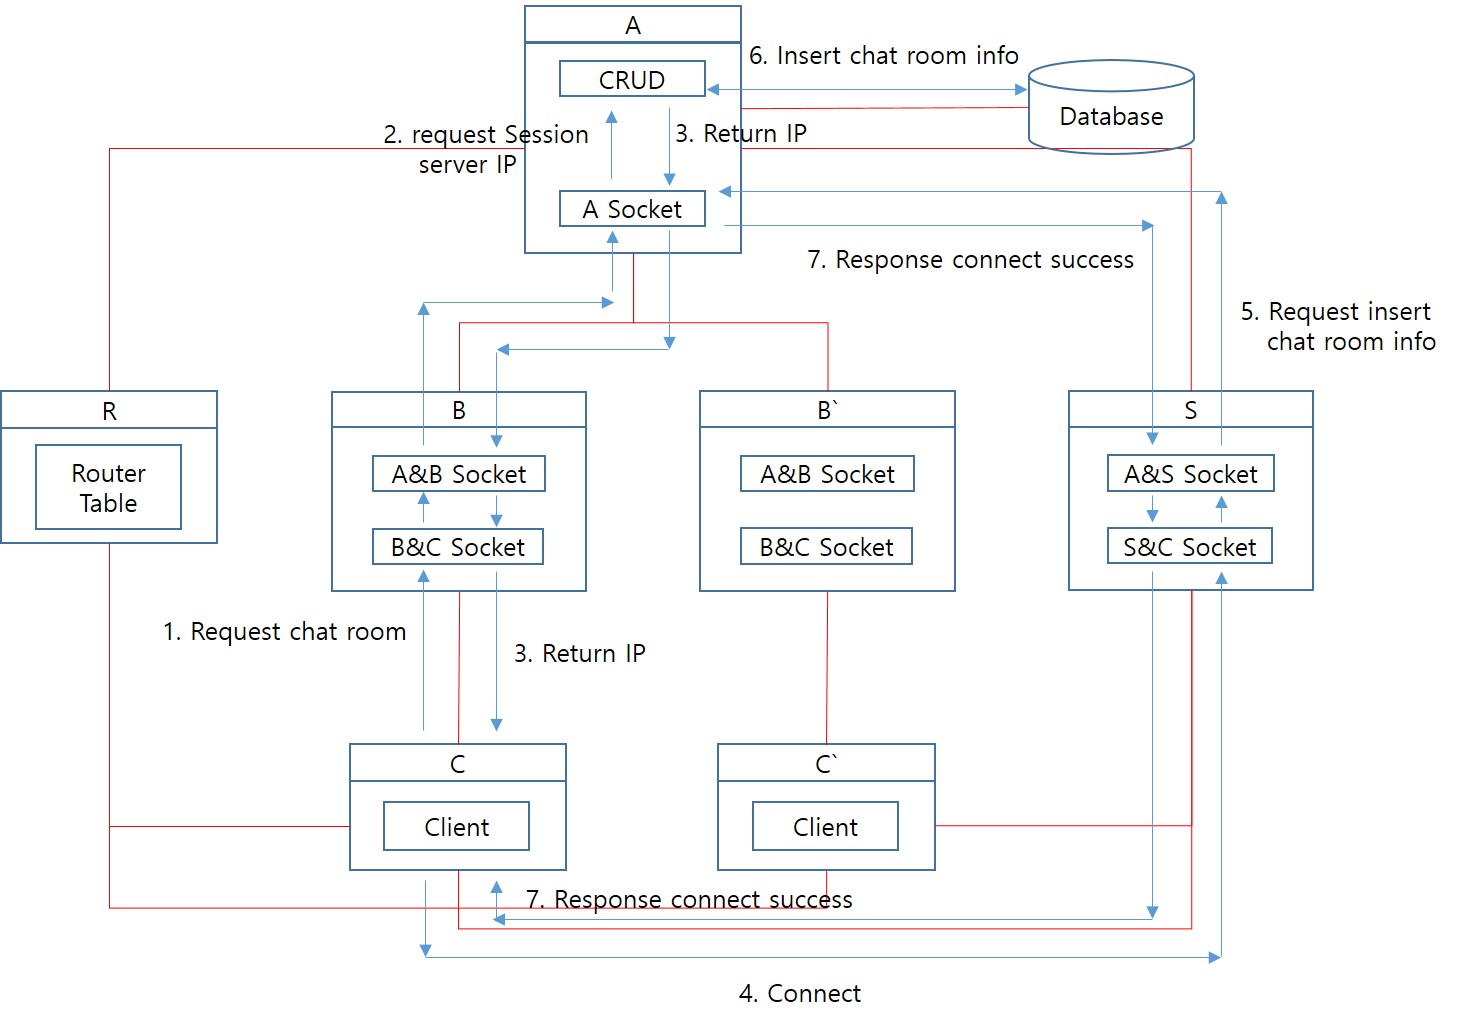 A
CRUD
6. Insert chat room info
Database
2. request Session
server IP
3. Return IP
A Socket
7. Response connect success
5. Request insert
chat room info
R
Router
Table
B
A&B Socket
B&C Socket
B`
A&B Socket
B&C Socket
S
A&S Socket
S&C Socket
1. Request chat room
3. Return IP
C
Client
C`
Client
7. Response connect success
4. Connect